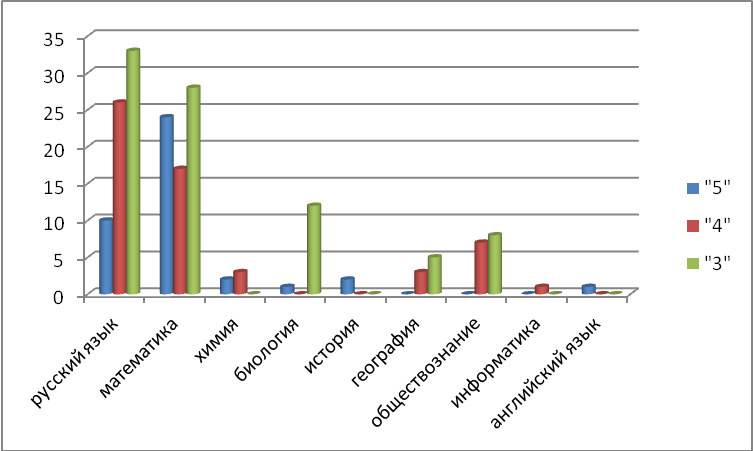 35
30
25
20
15
10
5
0
русский язык
математика
химия
биология
история
география
обществознание
информатика
английский язык
"5"
"4"
"3"